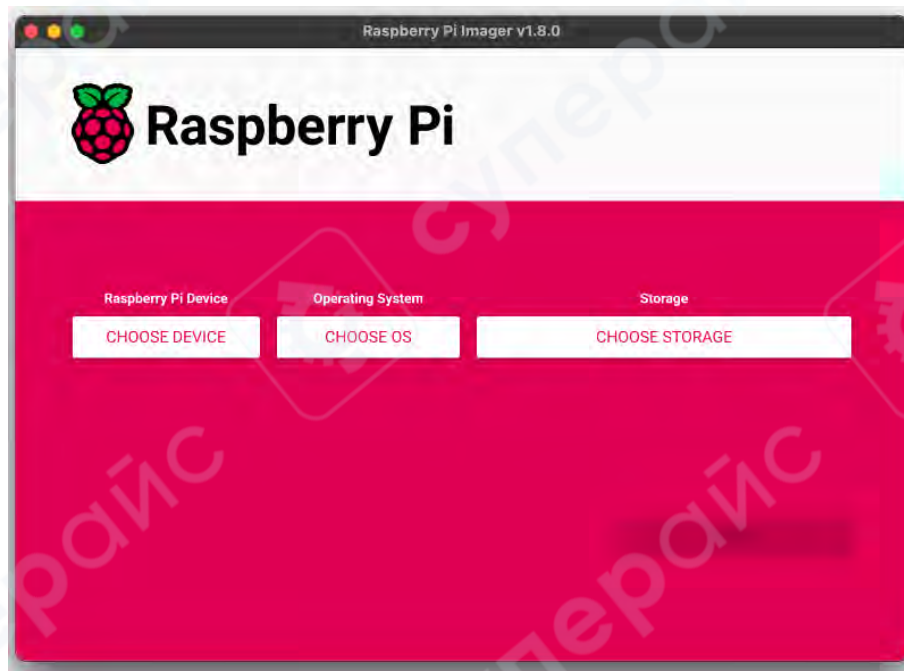 Raspberry Pi Imager v1.8.0
Raspberry Pi
суперайс
Raspberry Pi Device
Operating System
Storage
CHOOSE DEVICE
CHOOSE OS
CHOOSE STORAGE